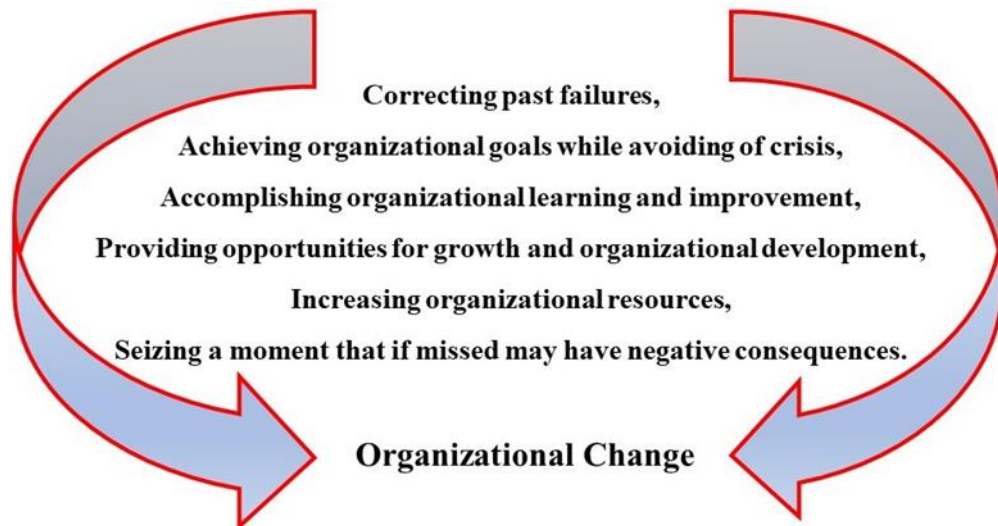 Correcting past failures,
Achieving organizational goals while avoiding of crisis,
Accomplishing organizational learning and improvement,
Providing opportunities for growth and organizational development,
Increasing organizational resources,
Seizing a moment that if missed may have negative consequences.
Organizational Change